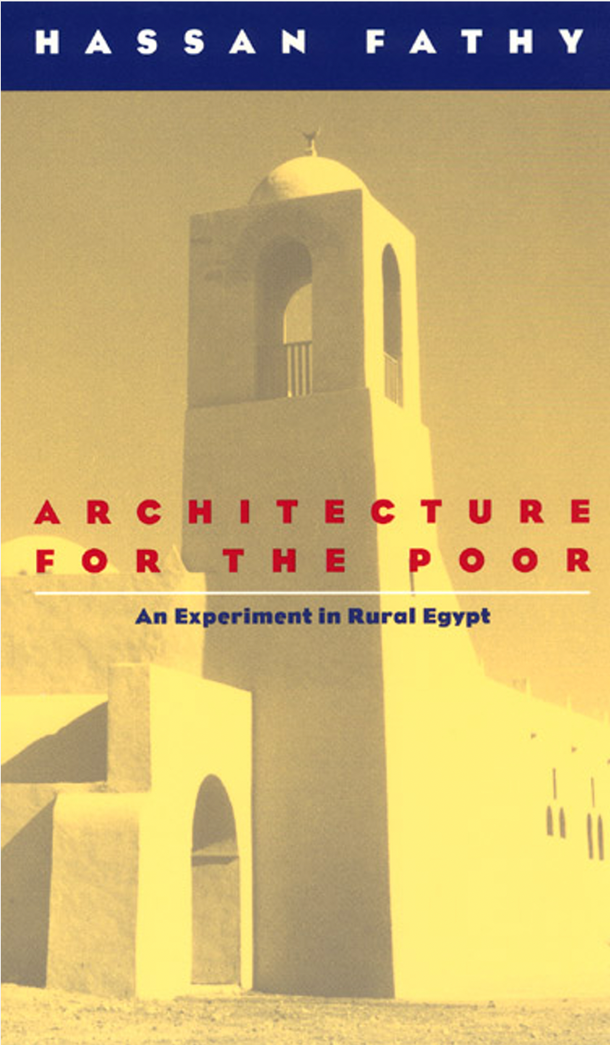 HASSAN FATHY
ARCHITECTURE
FOR THE POOR
An Experiment in Rural Egypt